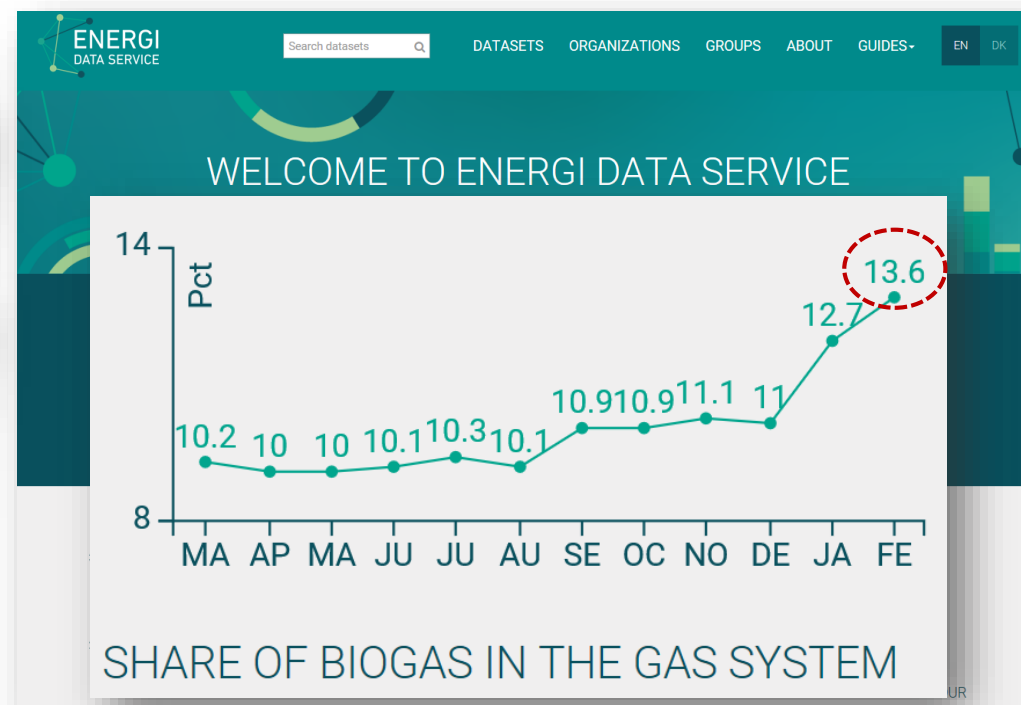 ENERGI
DATA SERVICE
Search datasets
DATASETS ORGANIZATIONS GROUPS ABOUT GUIDES
EN DK
WELCOME TO ENERGI DATA SERVICE
14
Pct
13.6
12.7
10.9 10.9 11.1 11
10.2 10 10 10.1 10.3 10.1
8
MA AP MA JU JU AU SE OC NO DE JA FE
SHARE OF BIOGAS IN THE GAS SYSTEM
UR